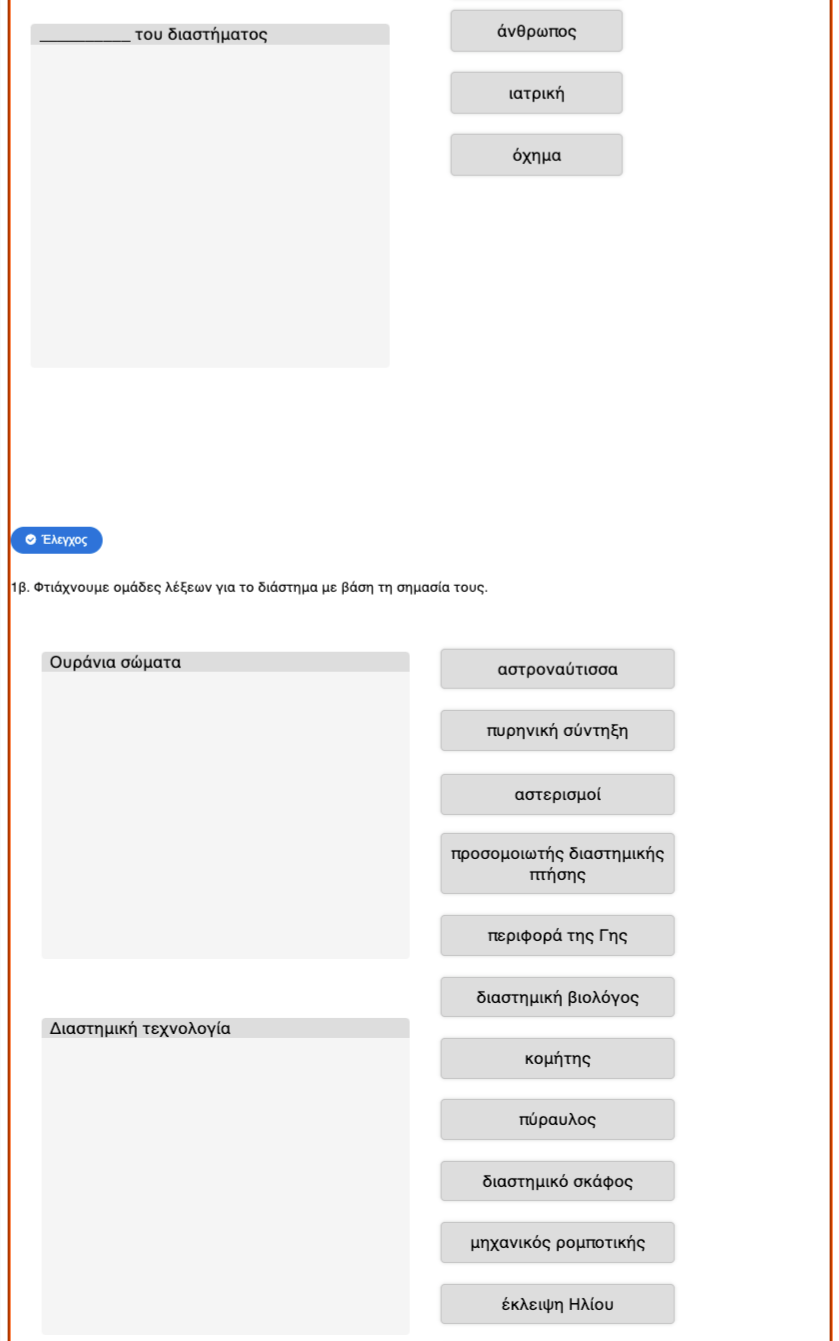 __________ του διαστήματος
άνθρωπος
ιατρική
όχημα
Έλεγχος
1β. Φτιάχνουμε ομάδες λέξεων για το διάστημα με βάση τη σημασία τους.
Ουράνια σώματα
Διαστημική τεχνολογία
αστροναύτισσα
πυρηνική σύντηξη
αστερισμοί
προσομοιωτής διαστημικής
πτήσης
περιφορά της Γης
διαστημική βιολόγος
κομήτης
πύραυλος
διαστημικό σκάφος
μηχανικός ρομποτικής
έκλειψη Ηλίου